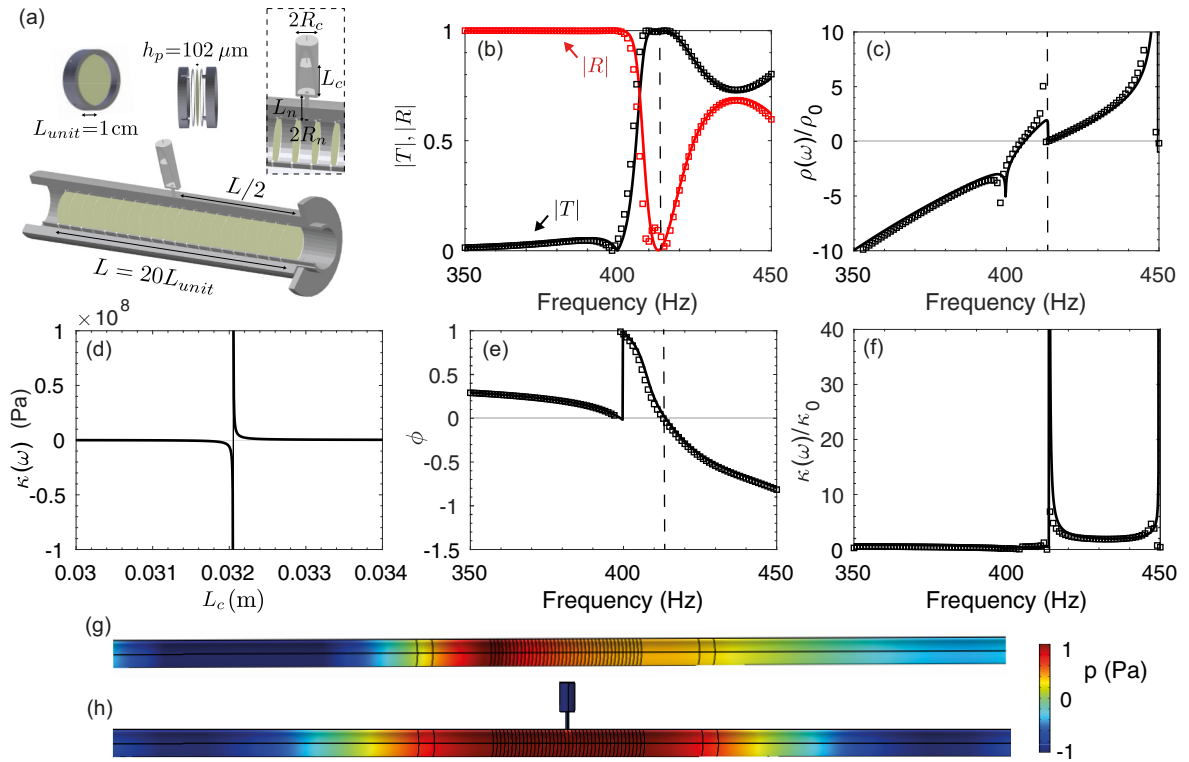 (a)
h_p=102 μm
L_unit=1cm
2R_c
L_c
L_n
2R_n
L/2
L = 20L_unit
(b)
|T|, |R|
1
0.5
0
|R|
|T|
350
400
450
Frequency (Hz)
(c)
ρ(ω)/ρ_0
10
5
0
-5
-10
350
400
450
Frequency (Hz)
(d)
× 10^8
κ(ω) (Pa)
1
0.5
0
-0.5
-1
0.03
0.031
0.032
0.033
0.034
L_c(m)
(e)
ϕ
1
0.5
0
-0.5
-1
-1.5
350
400
450
Frequency (Hz)
(f)
κ(ω)/κ_0
40
30
20
10
0
350
400
450
Frequency (Hz)
(g)
(h)
1
0
-1
p (Pa)